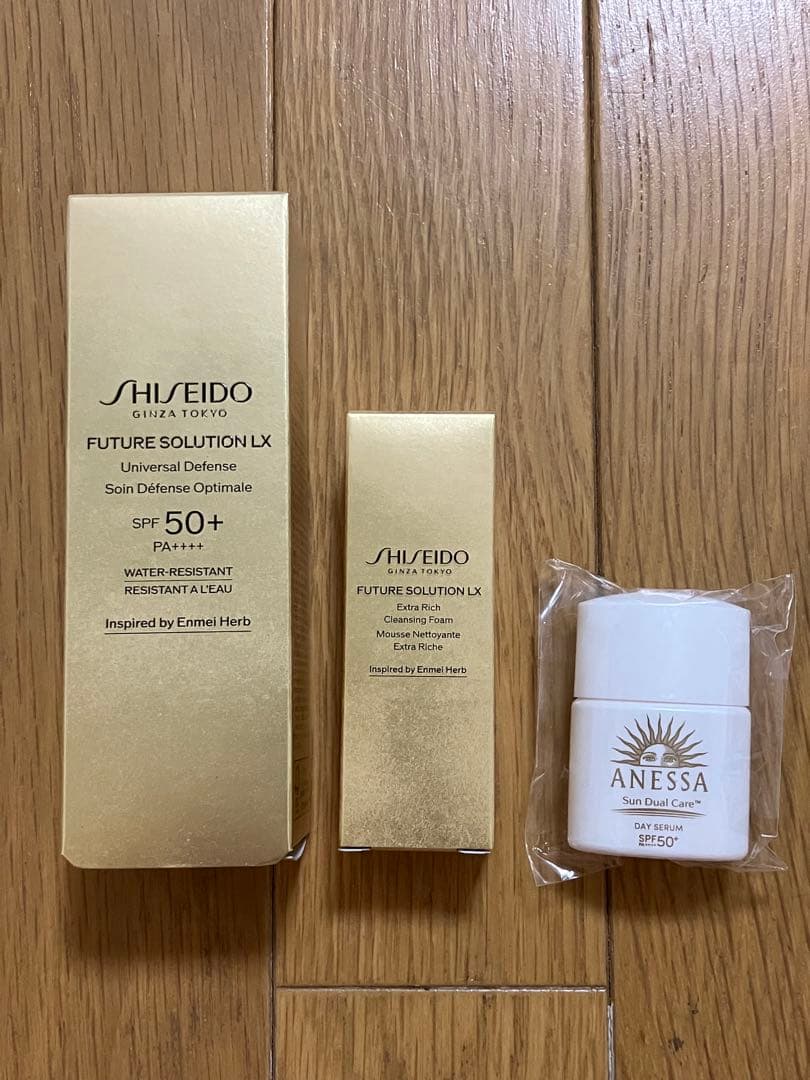 SHISEIDO
GINZA TOKYO
FUTURE SOLUTION LX
Universal Defense
Soin Défense Optimale
SPF 50+
PA++++
WATER-RESISTANT
RESISTANT A L'EAU
Inspired by Enmei Herb
SHISEIDO
GINZA TOKYO
FUTURE SOLUTION LX
Extra Rich
Cleansing Foam
Mousse Nettoyante
Extra Riche
Inspired by Enmei Herb
ANESSA
Sun Dual Care™
DAY SERUM
SPF50+
PA++++